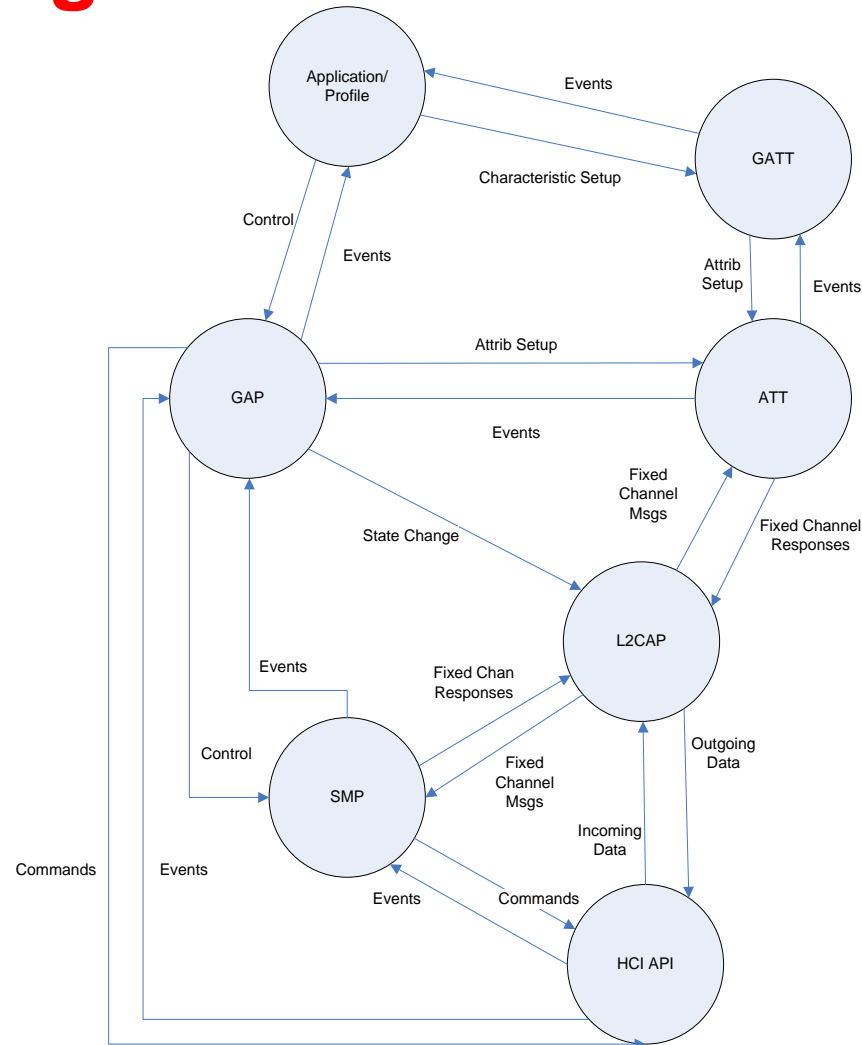 g
Application/
Profile
Events
GATT
Characteristic Setup
Control
Events
Attrib
Setup
Events
Attrib Setup
GAP
ATT
Events
Fixed
Channel
Msgs
Fixed Channel
Responses
State Change
L2CAP
Events
Fixed Chan
Responses
Outgoing
Data
Control
Fixed
Channel
Msgs
SMP
Incoming
Data
Commands
Events
Events
Commands
HCI API